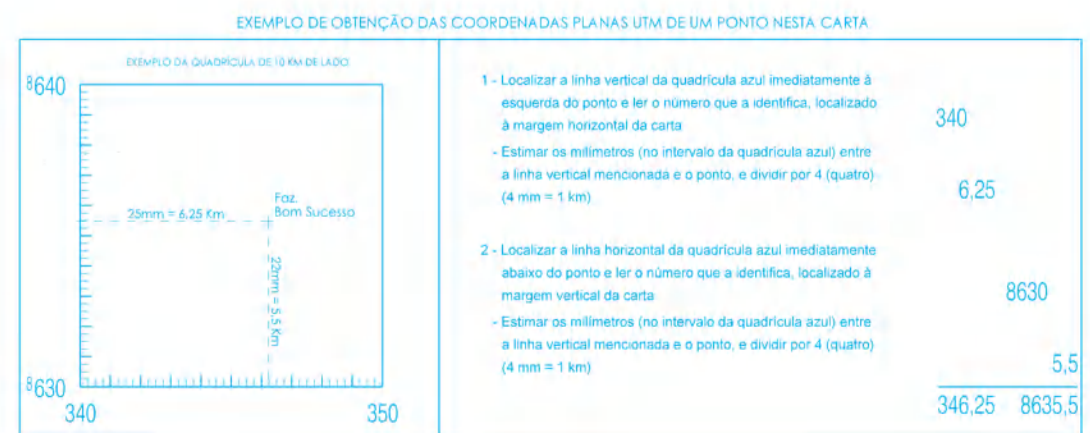 EXEMPLO DE OBTENÇÃO DAS COORDENADAS PLANAS UTM DE UM PONTO NESTA CARTA
EXEMPLO DA QUADRÍCULA DE 10 KM DE LADO
8640
25mm = 6,25 Km
Faz.
Bom Sucesso
22mm = 5,5 Km
8630
340
350
1 - Localizar a linha vertical da quadrícula azul imediatamente à
esquerda do ponto e ler o número que a identifica, localizado
à margem horizontal da carta
340
- Estimar os milímetros (no intervalo da quadrícula azul) entre
a linha vertical mencionada e o ponto, e dividir por 4 (quatro)
(4 mm = 1 km)
6,25
2 - Localizar a linha horizontal da quadrícula azul imediatamente
abaixo do ponto e ler o número que a identifica, localizado à
margem vertical da carta
8630
- Estimar os milímetros (no intervalo da quadrícula azul) entre
a linha vertical mencionada e o ponto, e dividir por 4 (quatro)
(4 mm = 1 km)
5,5
346,25 8635,5